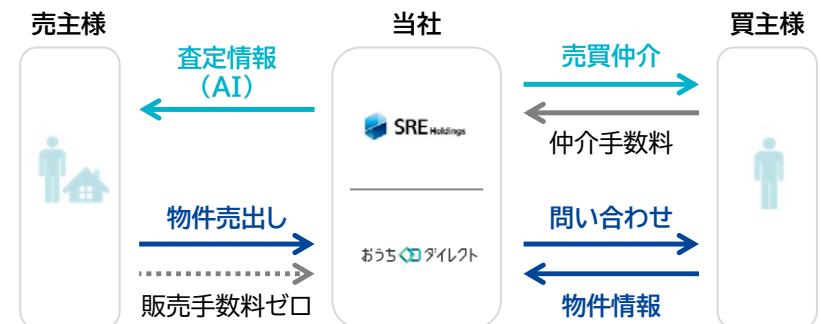 売主様
当社
買主様
査定情報
（AI）
売買仲介
SRE Holdings
仲介手数料
物件売出し
問い合わせ
おうちダイレクト
販売手数料ゼロ
物件情報